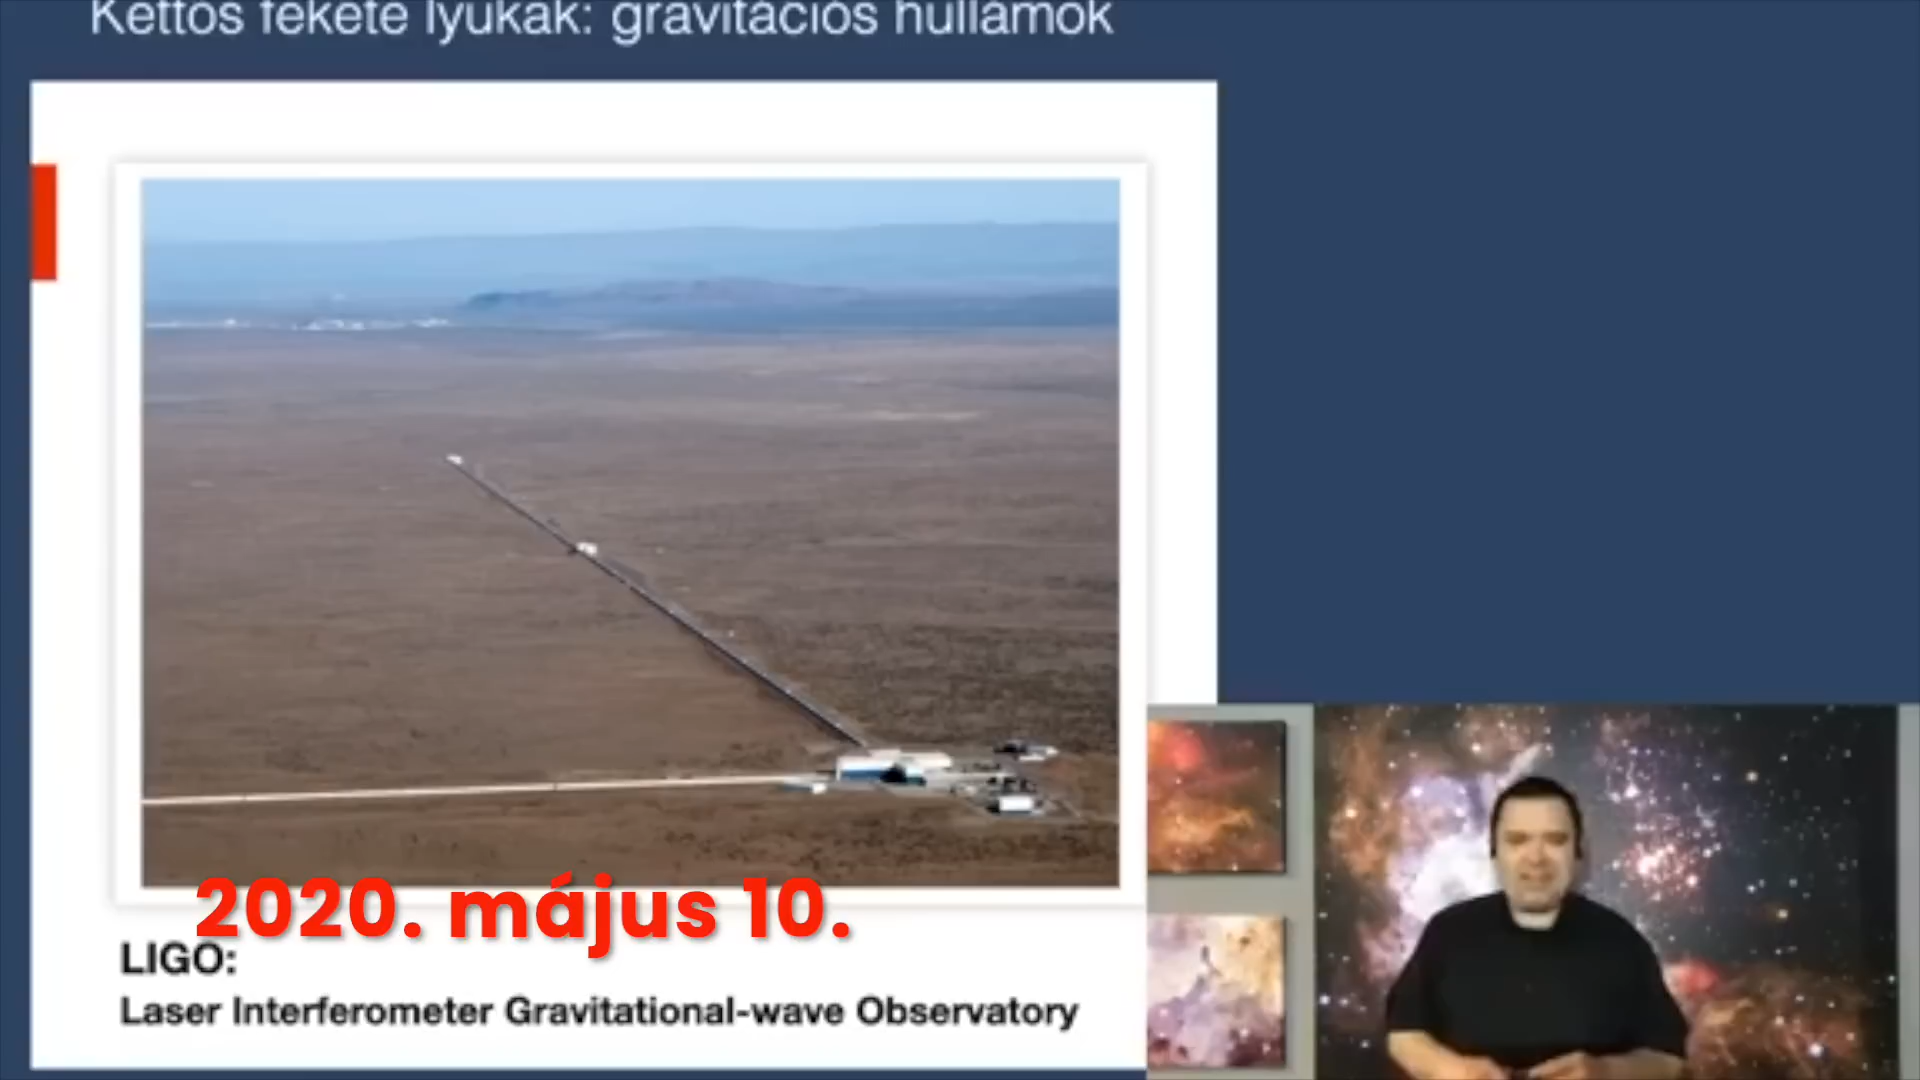 Kettős fekete lyukak: gravitációs hullámok
2020. május 10.
LIGO:
Laser Interferometer Gravitational-wave Observatory